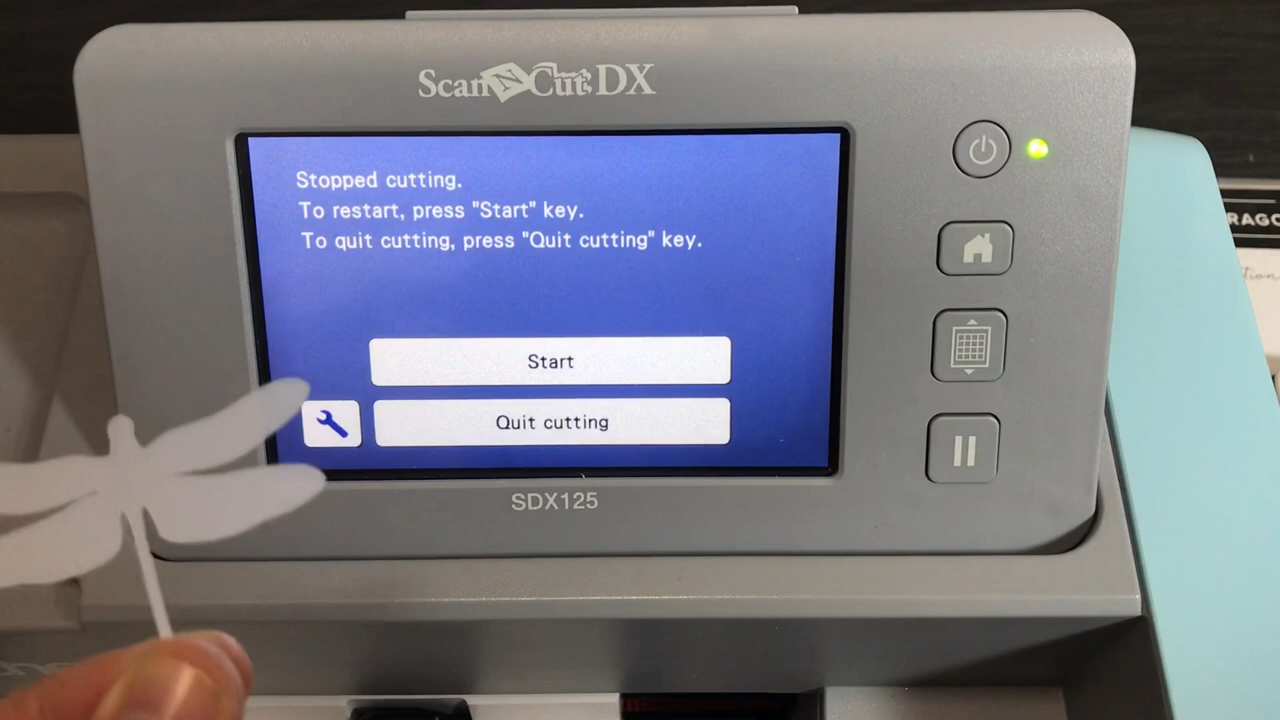 ScanNCut DX
Stopped cutting.
To restart, press "Start" key.
To quit cutting, press "Quit cutting" key.
Start
Quit cutting
SDX125